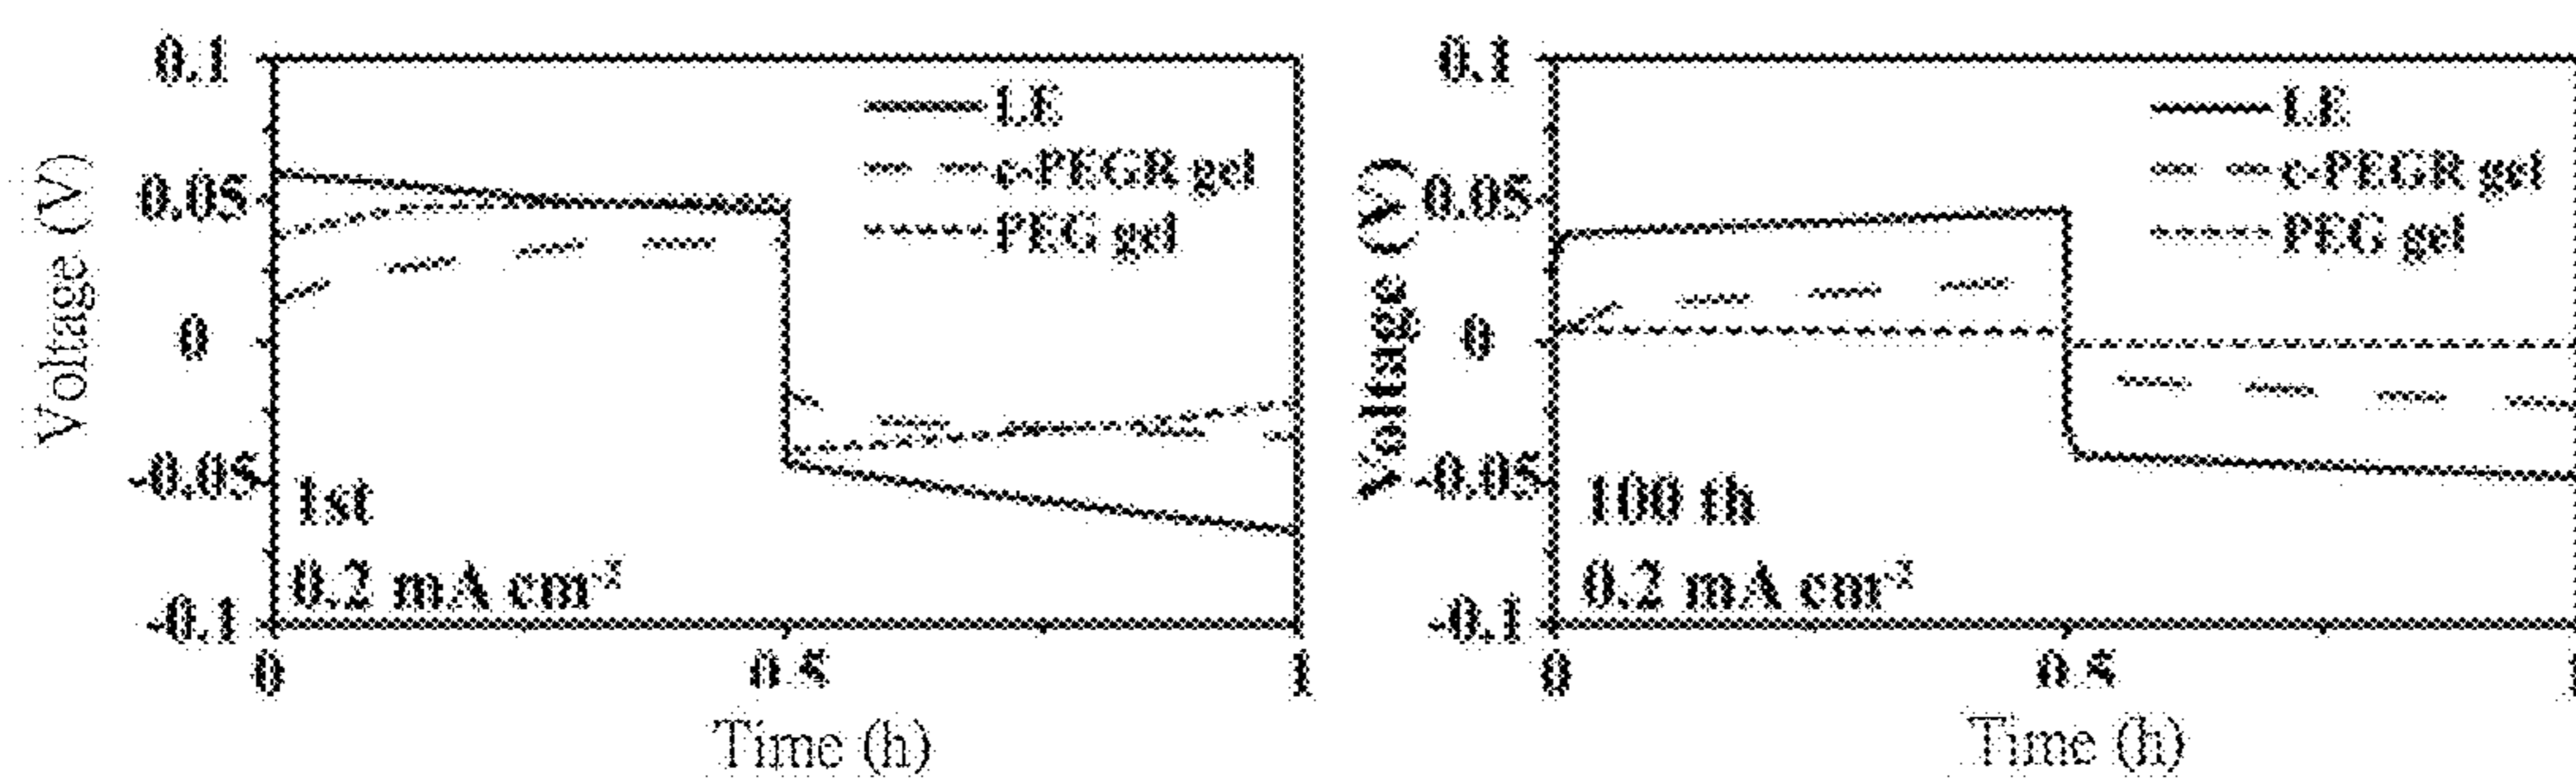 0.1
0.05
0
-0.05
-0.1
Voltage (V)
LE
c-PEGR gel
PEG gel
1st
0.2 mA cm⁻²
0
0.5
1
Time (h)
0.1
0.05
0
-0.05
-0.1
Voltage (V)
LE
c-PEGR gel
PEG gel
100 th
0.2 mA cm⁻²
0
0.5
Time (h)